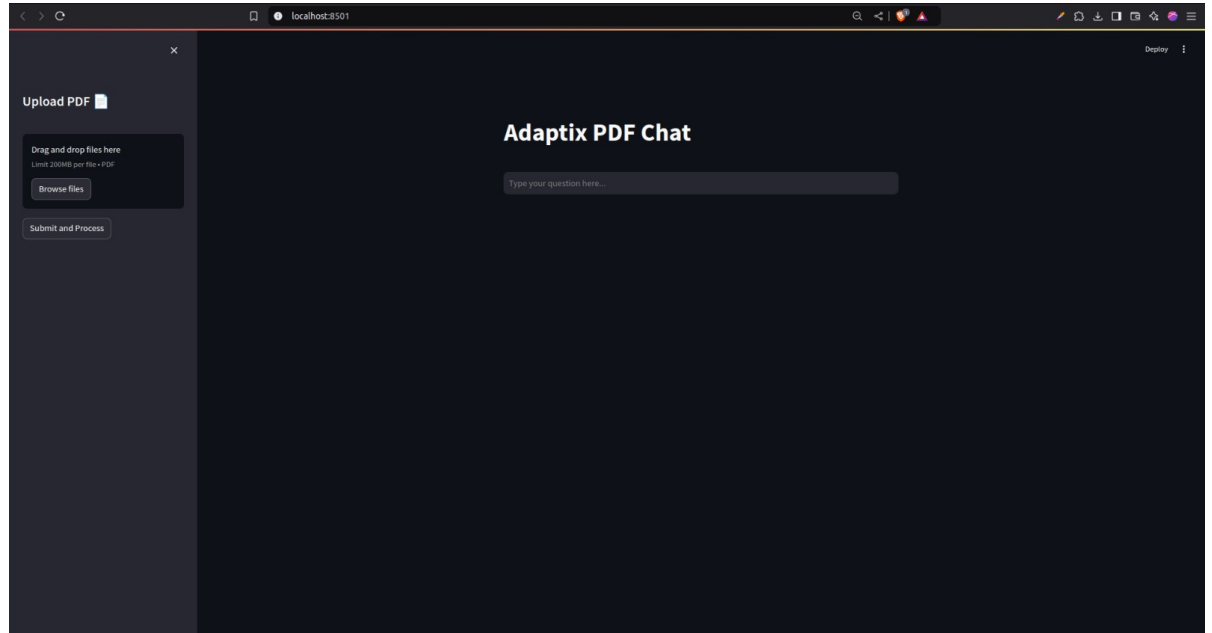 localhost:8501
Deploy
Upload PDF
Drag and drop files here
Limit 200MB per file • PDF
Browse files
Submit and Process
Adaptix PDF Chat
Type your question here...